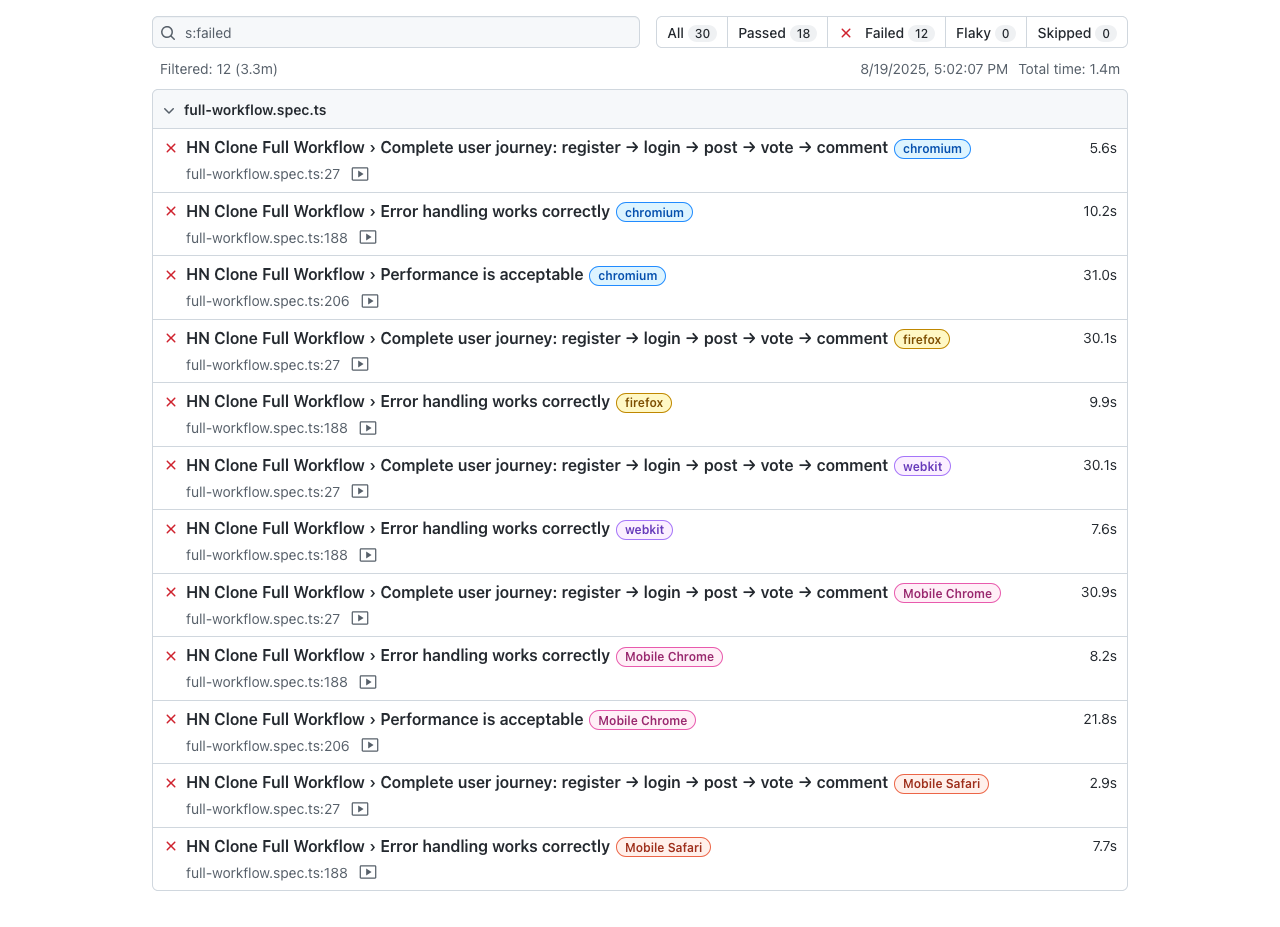 s:failed
All 30 Passed 18 Failed 12 Flaky 0 Skipped 0
Filtered: 12 (3.3m)
8/19/2025, 5:02:07 PM Total time: 1.4m
full-workflow.spec.ts
HN Clone Full Workflow › Complete user journey: register → login → post → vote → comment chromium 5.6s
full-workflow.spec.ts:27
HN Clone Full Workflow › Error handling works correctly chromium 10.2s
full-workflow.spec.ts:188
HN Clone Full Workflow › Performance is acceptable chromium 31.0s
full-workflow.spec.ts:206
HN Clone Full Workflow › Complete user journey: register → login → post → vote → comment firefox 30.1s
full-workflow.spec.ts:27
HN Clone Full Workflow › Error handling works correctly firefox 9.9s
full-workflow.spec.ts:188
HN Clone Full Workflow › Complete user journey: register → login → post → vote → comment webkit 30.1s
full-workflow.spec.ts:27
HN Clone Full Workflow › Error handling works correctly webkit 7.6s
full-workflow.spec.ts:188
HN Clone Full Workflow › Complete user journey: register → login → post → vote → comment Mobile Chrome 30.9s
full-workflow.spec.ts:27
HN Clone Full Workflow › Error handling works correctly Mobile Chrome 8.2s
full-workflow.spec.ts:188
HN Clone Full Workflow › Performance is acceptable Mobile Chrome 21.8s
full-workflow.spec.ts:206
HN Clone Full Workflow › Complete user journey: register → login → post → vote → comment Mobile Safari 2.9s
full-workflow.spec.ts:27
HN Clone Full Workflow › Error handling works correctly Mobile Safari 7.7s
full-workflow.spec.ts:188